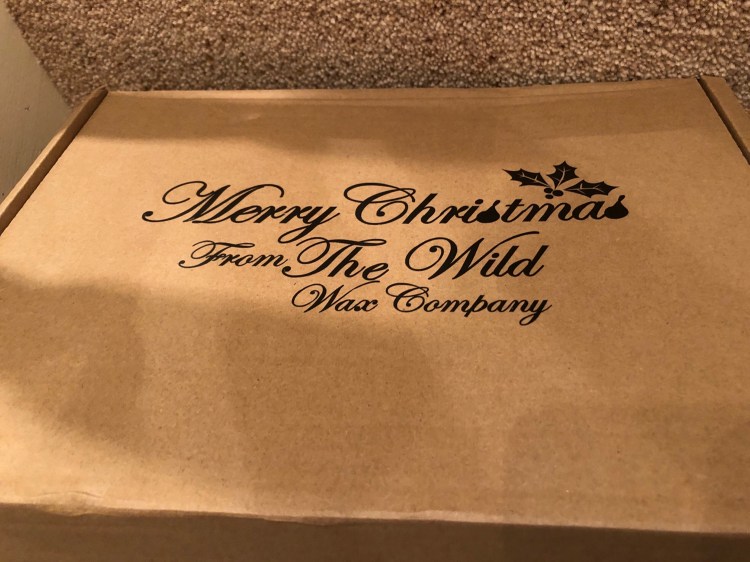 Merry Christmas
From The Wild
Wax Company